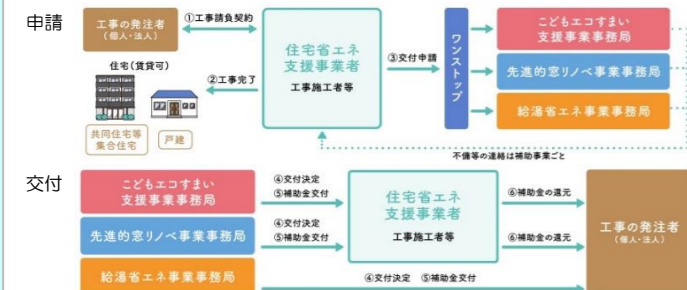 申請
工事の発注者
（個人・法人）
①工事請負契約
住宅（賃貸可）
②工事完了
共同住宅等
集合住宅
戸建
住宅省エネ
支援事業者
工事施工者等
③交付申請
ワンストップ
こどもエコすまい
支援事業事務局
先進的窓リノベ事業事務局
給湯省エネ事業事務局
不備等の連絡は補助事業ごと
交付
こどもエコすまい
支援事業事務局
先進的窓リノベ事業事務局
給湯省エネ事業事務局
④交付決定
⑤補助金交付
④交付決定
⑤補助金交付
住宅省エネ
支援事業者
工事施工者等
⑥補助金の還元
⑥補助金の還元
④交付決定 ⑤補助金交付
工事の発注者
（個人・法人）